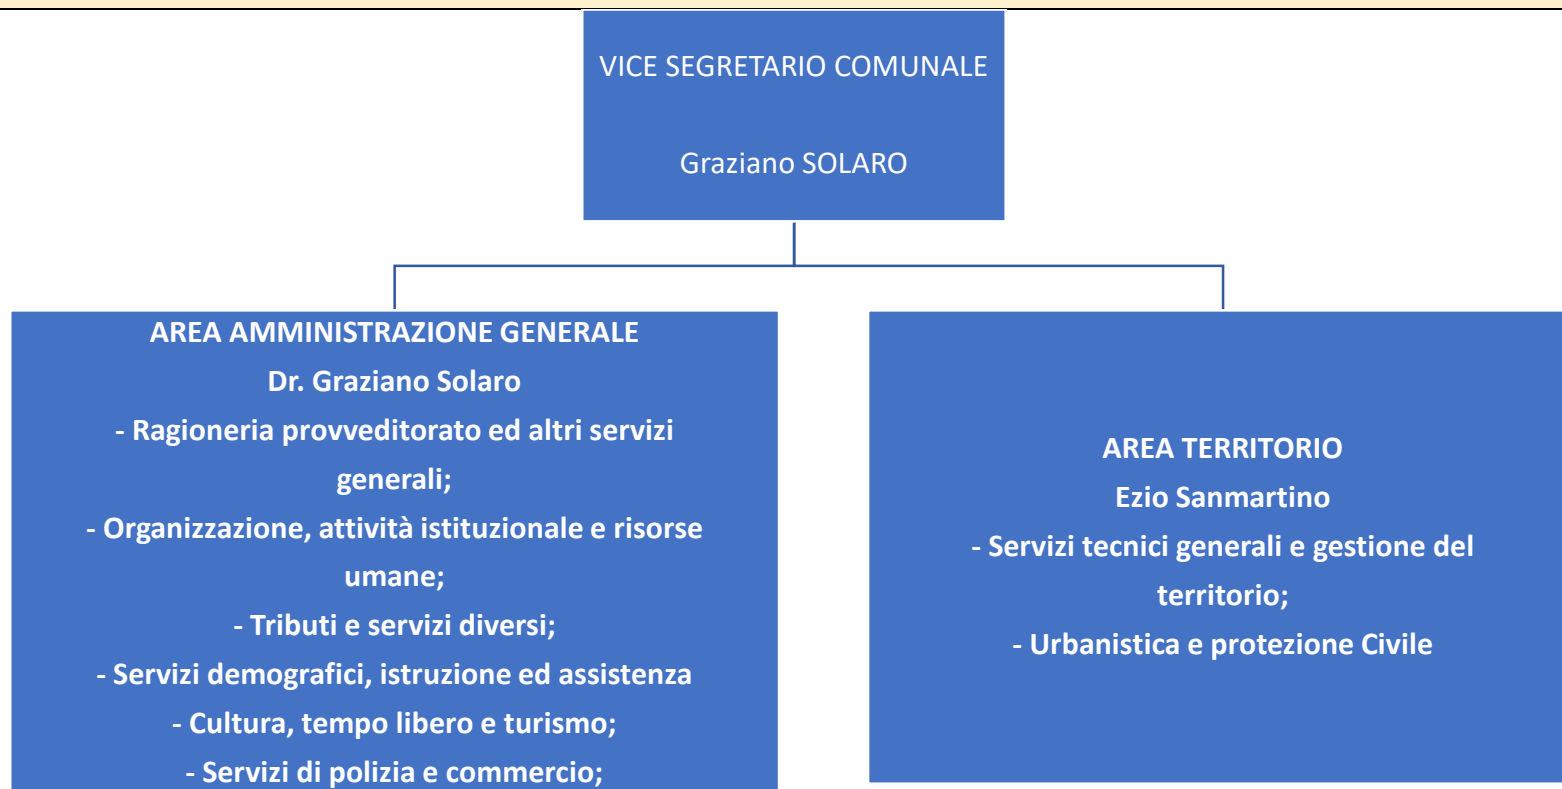 VICE SEGRETARIO COMUNALE
Graziano SOLARO
AREA AMMINISTRAZIONE GENERALE
Dr. Graziano Solaro
- Ragioneria provveditorato ed altri servizi
generali;
- Organizzazione, attività istituzionale e risorse
umane;
- Tributi e servizi diversi;
- Servizi demografici, istruzione ed assistenza
- Cultura, tempo libero e turismo;
- Servizi di polizia e commercio;
AREA TERRITORIO
Ezio Sanmartino
- Servizi tecnici generali e gestione del
territorio;
- Urbanistica e protezione Civile